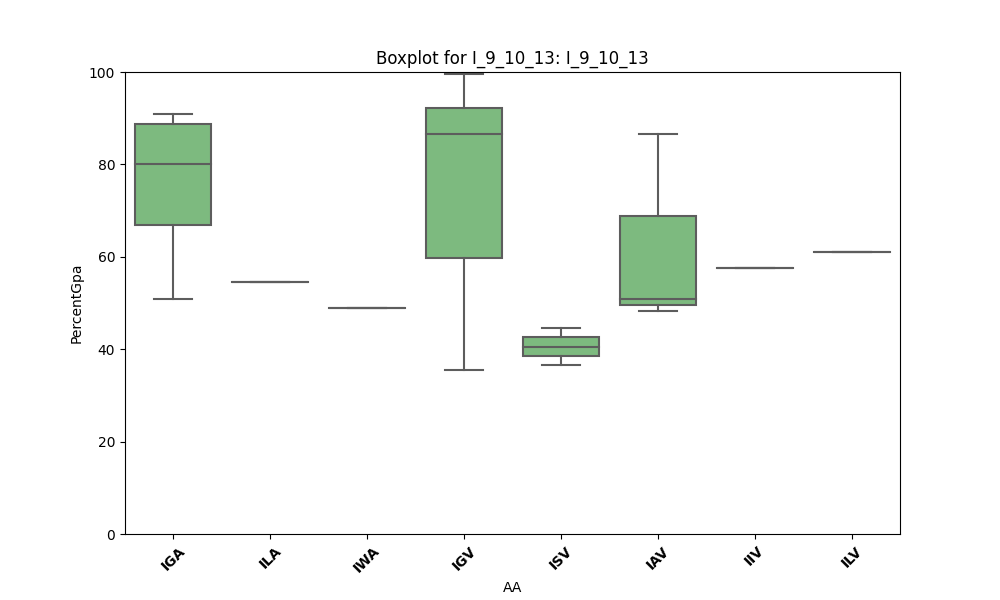 Boxplot for I_9_10_13: I_9_10_13
100
80
60
40
20
0
PercentGpa
IGA
ILA
IWA
IGV
ISV
IAV
IIV
ILV
AA